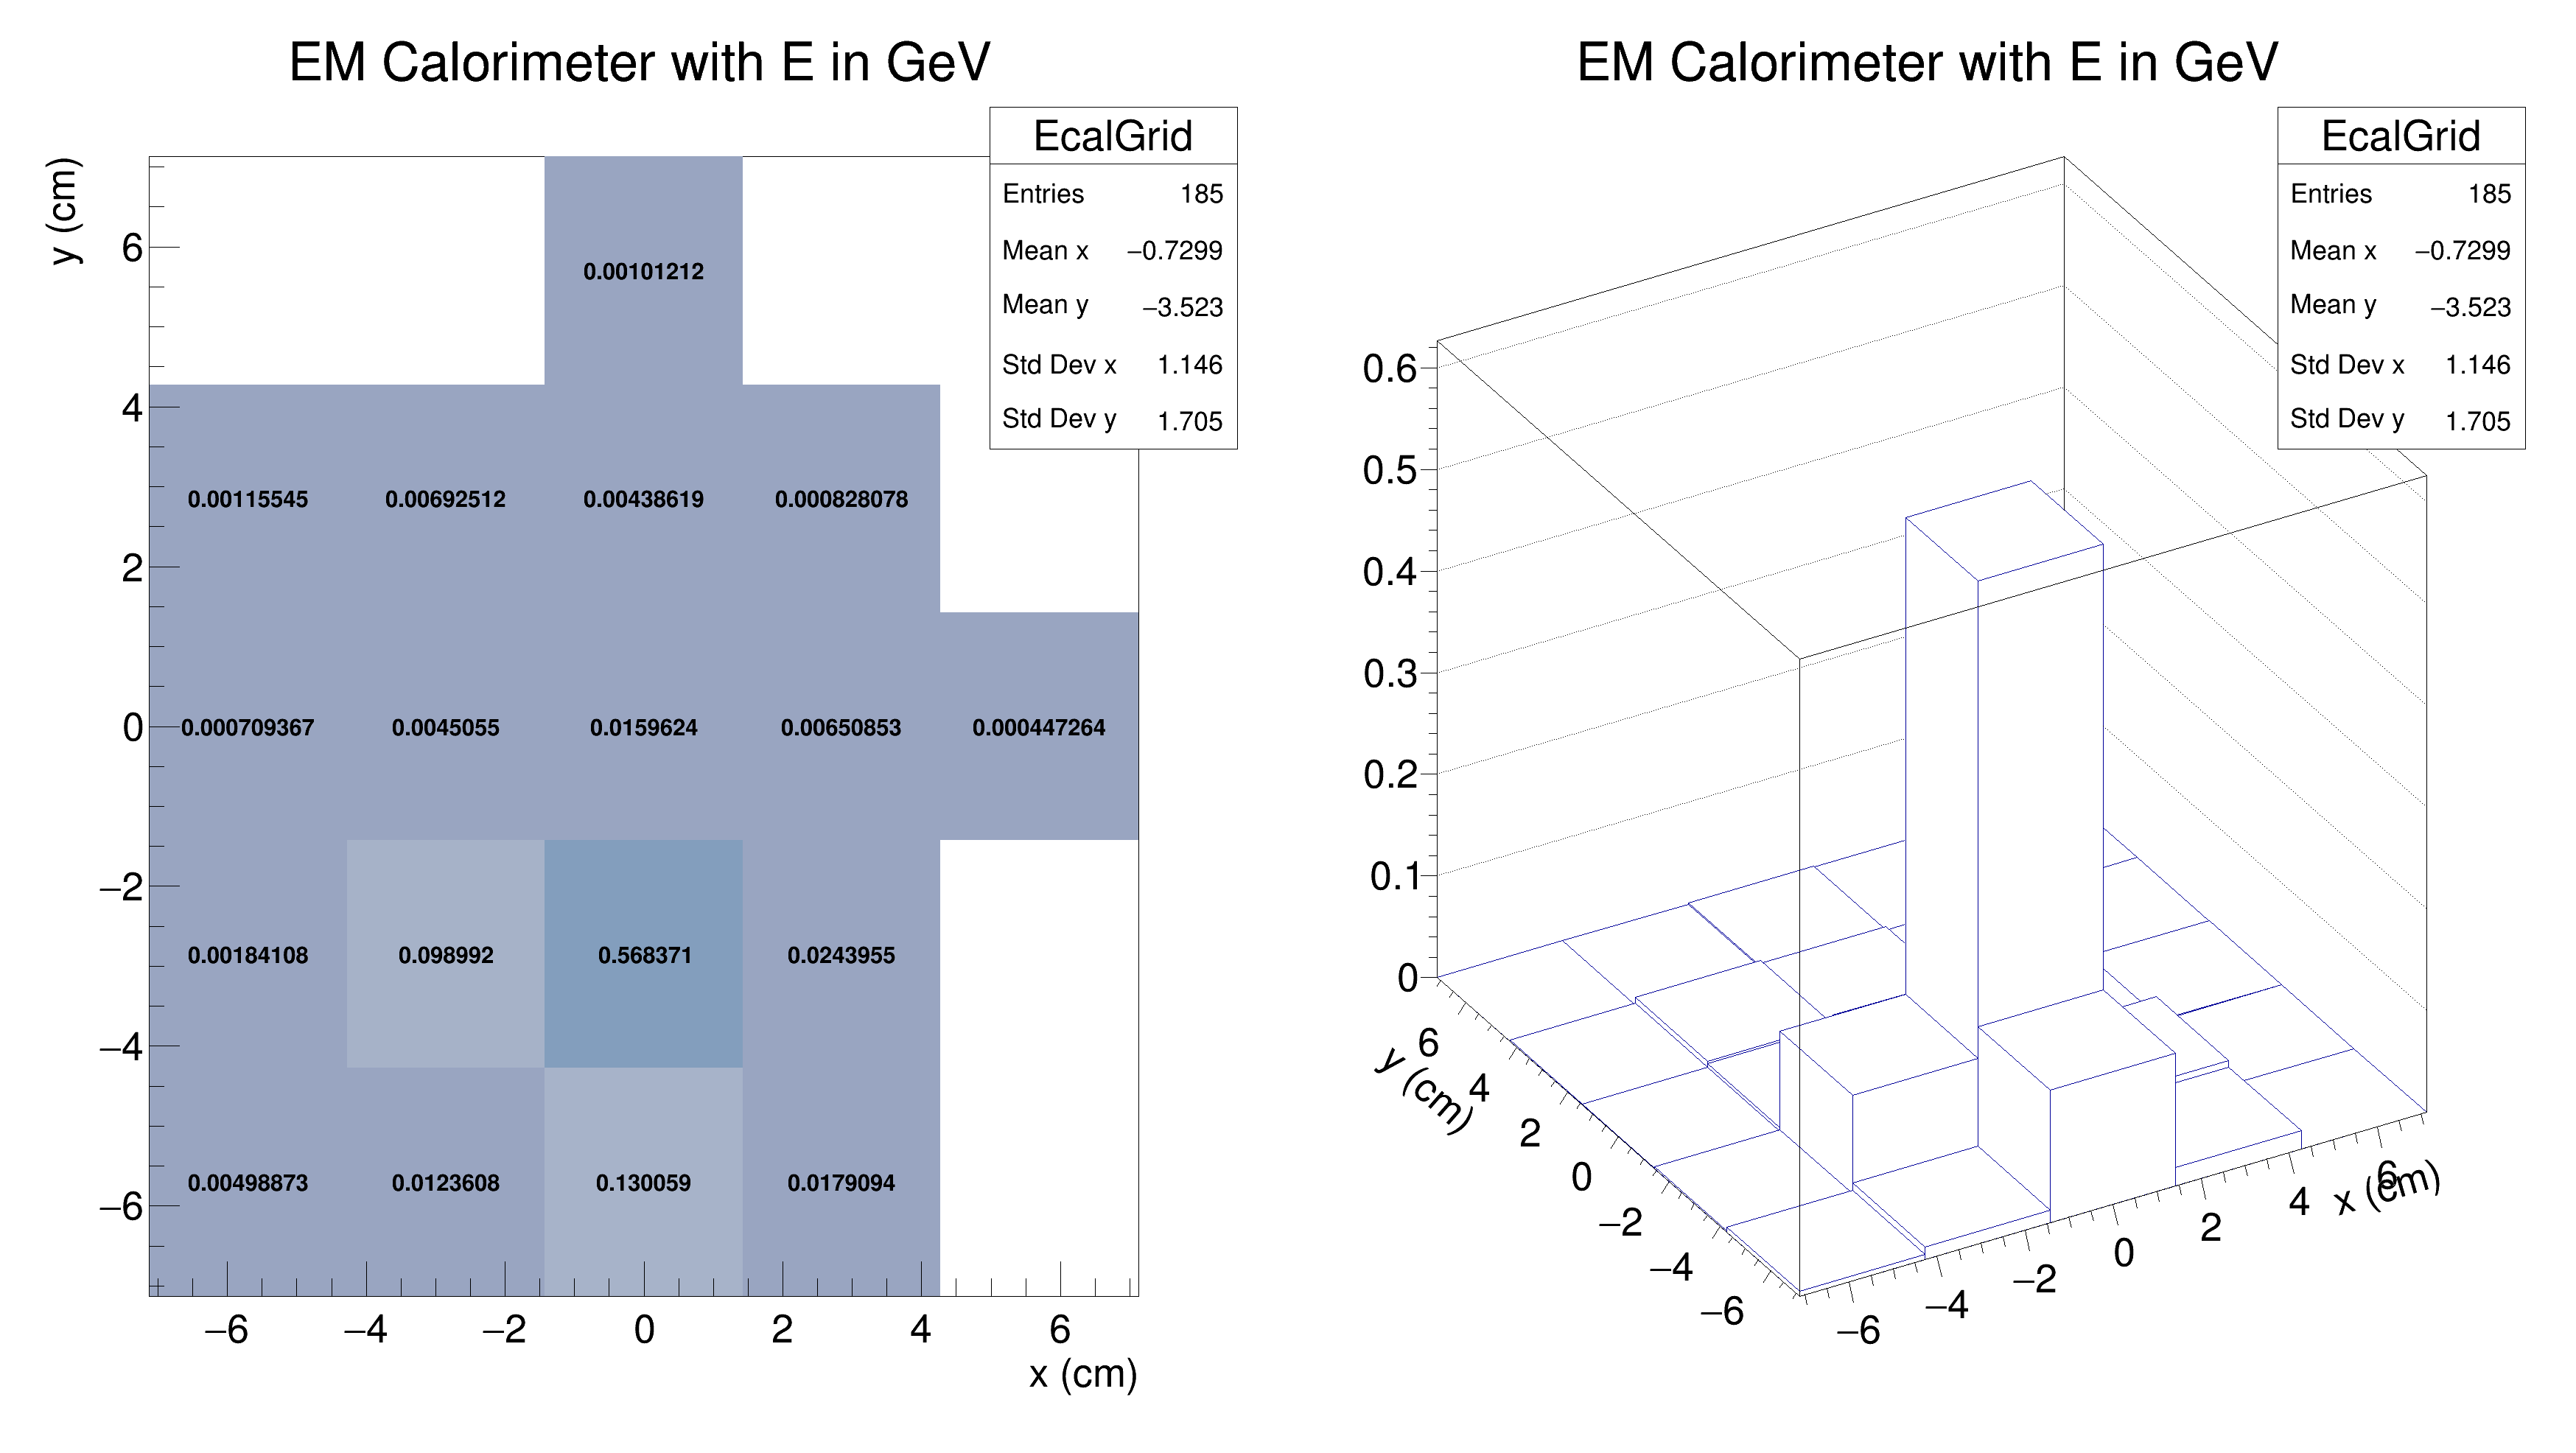 EM Calorimeter with E in GeV
EcalGrid
Entries 185
Mean x −0.7299
Mean y −3.523
Std Dev x 1.146
Std Dev y 1.705
y (cm)
6
4
2
0
−2
−4
−6
0.00101212
0.00115545 0.00692512 0.00438619 0.000828078
0.000709367 0.0045055 0.0159624 0.00650853 0.000447264
0.00184108 0.098992 0.568371 0.0243955
0.00498873 0.0123608 0.130059 0.0179094
−6 −4 −2 0 2 4 6
x (cm)
EM Calorimeter with E in GeV
EcalGrid
Entries 185
Mean x −0.7299
Mean y −3.523
Std Dev x 1.146
Std Dev y 1.705
0.6
0.5
0.4
0.3
0.2
0.1
0
y (cm)
6
4
2
0
−2
−4
−6
−6 −4 −2 0 2 4 6
x (cm)